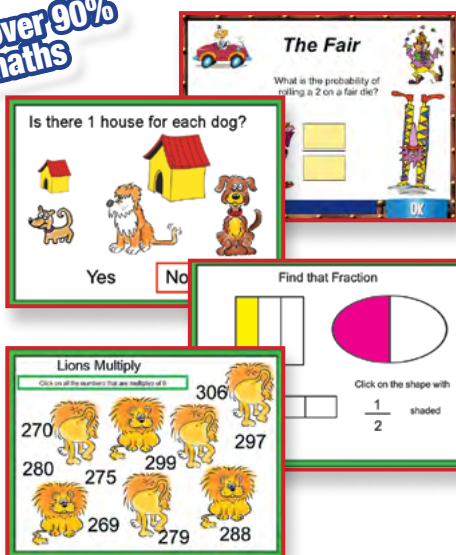 over 90%
maths
The Fair
What is the probability of
rolling a 2 on a fair die?
OK
Is there 1 house for each dog?
Yes
No
Find that Fraction
Click on the shape with
1
2
shaded
Lions Multiply
Click on all the numbers that are multiples of 9
306
270
297
299
280
275
269
279
288